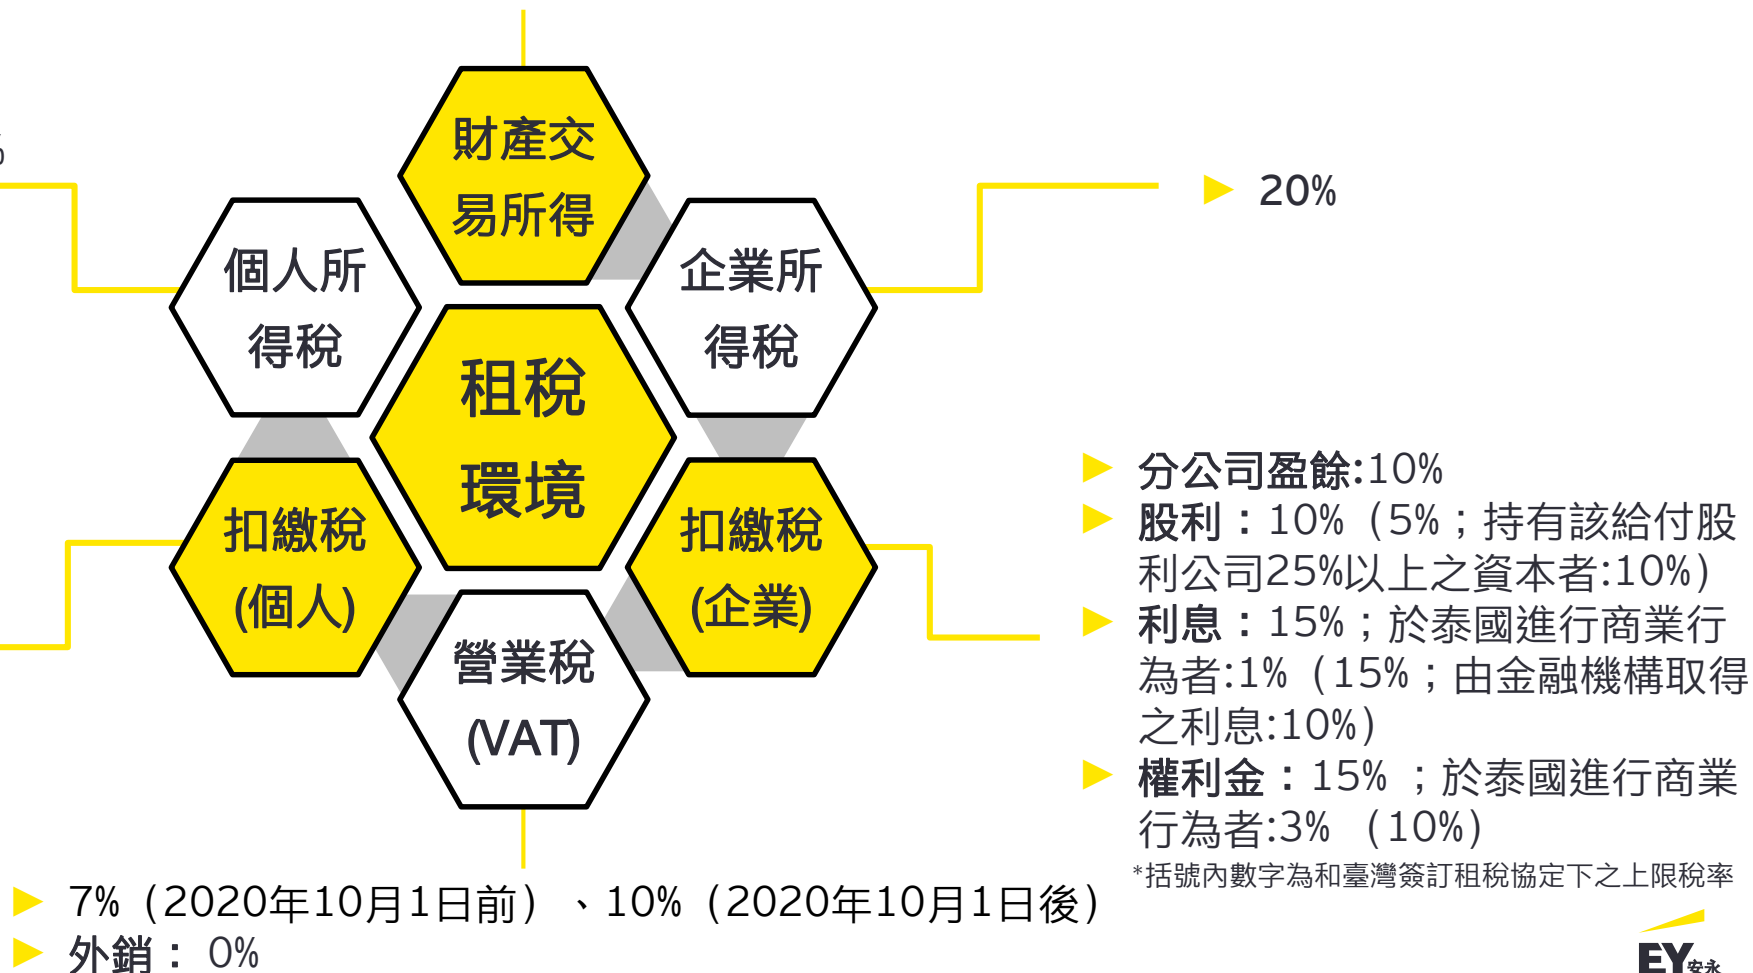 %
財產交
易所得
個人所
得稅
企業所
得稅
20%
租稅
環境
扣繳稅
(個人)
扣繳稅
(企業)
營業稅
(VAT)
分公司盈餘:10%
股利：10%（5%；持有該給付股
利公司25%以上之資本者:10%）
利息：15%；於泰國進行商業行
為者:1%（15%；由金融機構取得
之利息:10%）
權利金：15% ；於泰國進行商業
行為者:3% （10%）
*括號內數字為和臺灣簽訂租稅協定下之上限稅率
7%（2020年10月1日前）、10%（2020年10月1日後）
外銷： 0%
EY安永